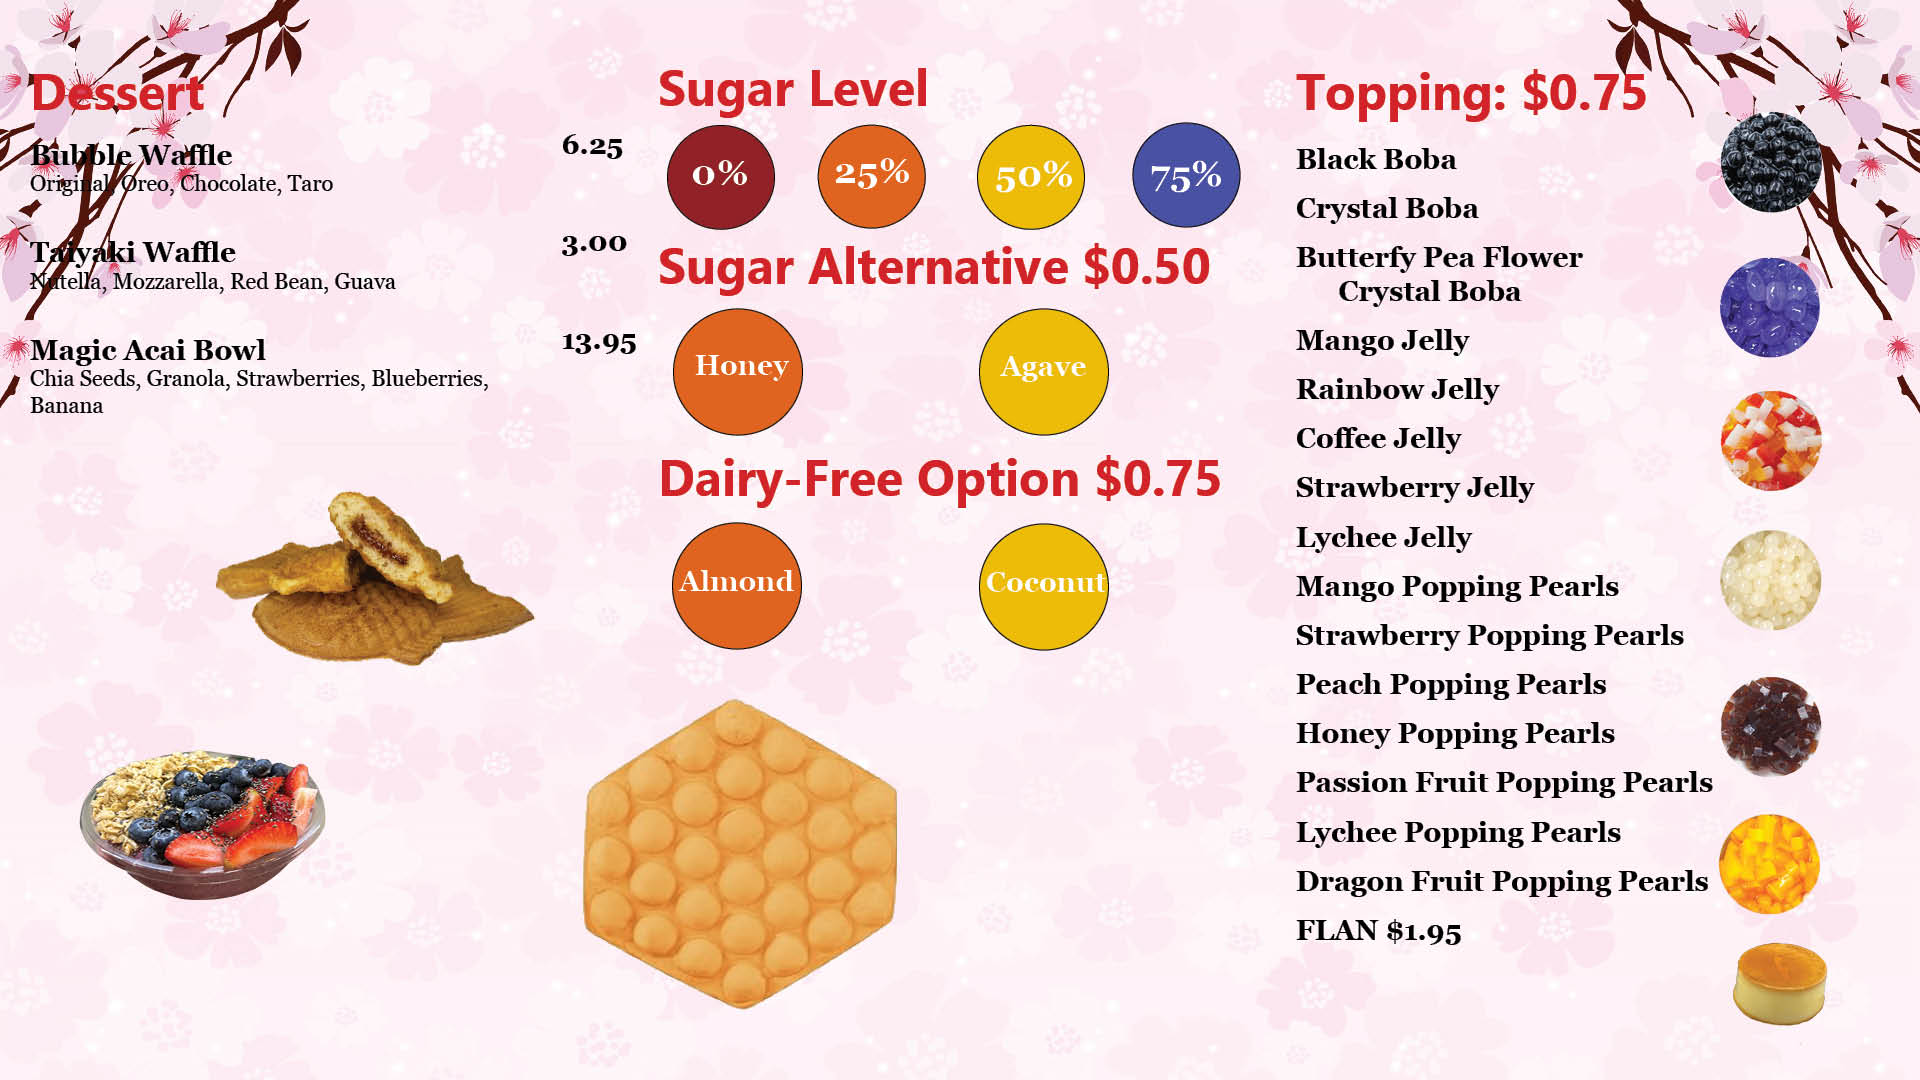 Dessert
Bubble Waffle
6.25
Original, Oreo, Chocolate, Taro
Taiyaki Waffle
3.00
Nutella, Mozzarella, Red Bean, Guava
Magic Acai Bowl
13.95
Chia Seeds, Granola, Strawberries, Blueberries,
Banana
Sugar Level
0%
25%
50%
75%
Sugar Alternative $0.50
Honey
Agave
Dairy-Free Option $0.75
Almond
Coconut
Topping: $0.75
Black Boba
Crystal Boba
Butterfy Pea Flower
Crystal Boba
Mango Jelly
Rainbow Jelly
Coffee Jelly
Strawberry Jelly
Lychee Jelly
Mango Popping Pearls
Strawberry Popping Pearls
Peach Popping Pearls
Honey Popping Pearls
Passion Fruit Popping Pearls
Lychee Popping Pearls
Dragon Fruit Popping Pearls
FLAN $1.95